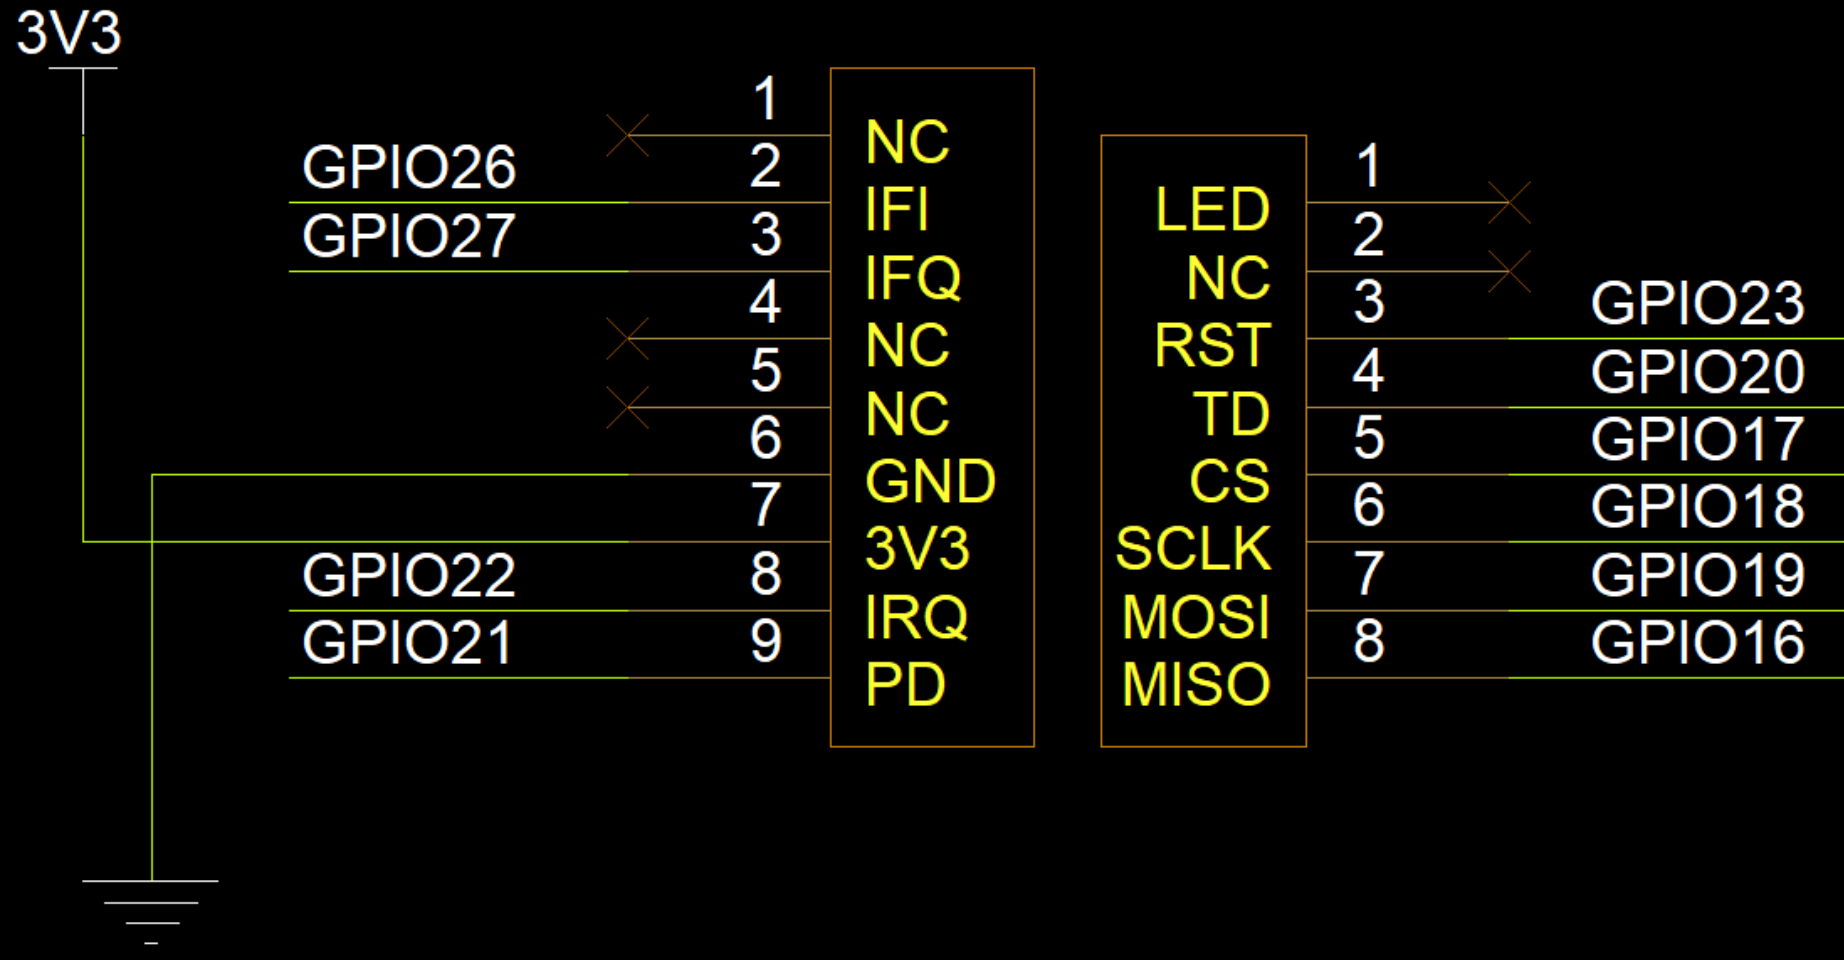 3V3
1
NC
GPIO26 2
IFI
GPIO27 3
IFQ
4
NC
5
NC
6
GND
7
3V3
GPIO22 8
IRQ
GPIO21 9
PD
1
LED
2
NC
3 GPIO23
RST
4 GPIO20
TD
5 GPIO17
CS
6 GPIO18
SCLK
7 GPIO19
MOSI
8 GPIO16
MISO